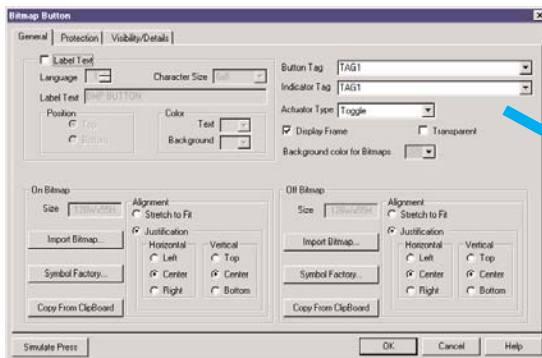 Bitmap Button
General Protection Visibility/Details
Label Text
Language 1 Character Size 6x8
Label Text BMP BUTTON
Position Color
Top Text
Bottom Background
Button Tag TAG1
Indicator Tag TAG1
Actuator Type Toggle
Display Frame Transparent
Background color for Bitmaps
On Bitmap
Size
Import Bitmap...
Symbol Factory...
Copy From ClipBoard
Alignment
Stretch to Fit
Justification
Horizontal Vertical
Left Top
Center Center
Right Bottom
Off Bitmap
Size
Import Bitmap...
Symbol Factory...
Copy From ClipBoard
Alignment
Stretch to Fit
Justification
Horizontal Vertical
Left Top
Center Center
Right Bottom
Simulate Press OK Cancel Help